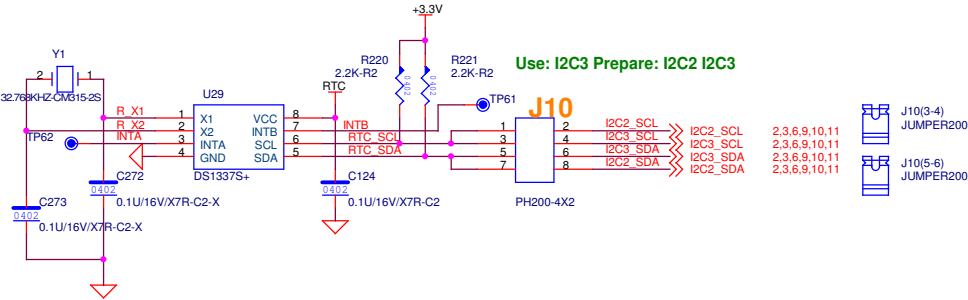 +3.3V
Y1
2
1
32.768KHZ-CM315-2S
R220
2.2K-R2
0402
R221
2.2K-R2
0402
Use: I2C3 Prepare: I2C2 I2C3
RTC
U29
R_X1
1
X1
VCC
8
R_X2
2
X2
INTB
7
INTB
TP61
TP62
INTA
3
INTA
SCL
6
RTC_SCL
4
GND
SDA
5
RTC_SDA
DS1337S+
J10
1
2
I2C2_SCL
I2C2_SCL
2,3,6,9,10,11
3
4
I2C3_SCL
I2C3_SCL
2,3,6,9,10,11
5
6
I2C3_SDA
I2C3_SDA
2,3,6,9,10,11
7
8
I2C2_SDA
I2C2_SDA
2,3,6,9,10,11
PH200-4X2
J10(3-4)
JUMPER200
J10(5-6)
JUMPER200
C272
0402
0.1U/16V/X7R-C2-X
C273
0402
0.1U/16V/X7R-C2-X
C124
0402
0.1U/16V/X7R-C2